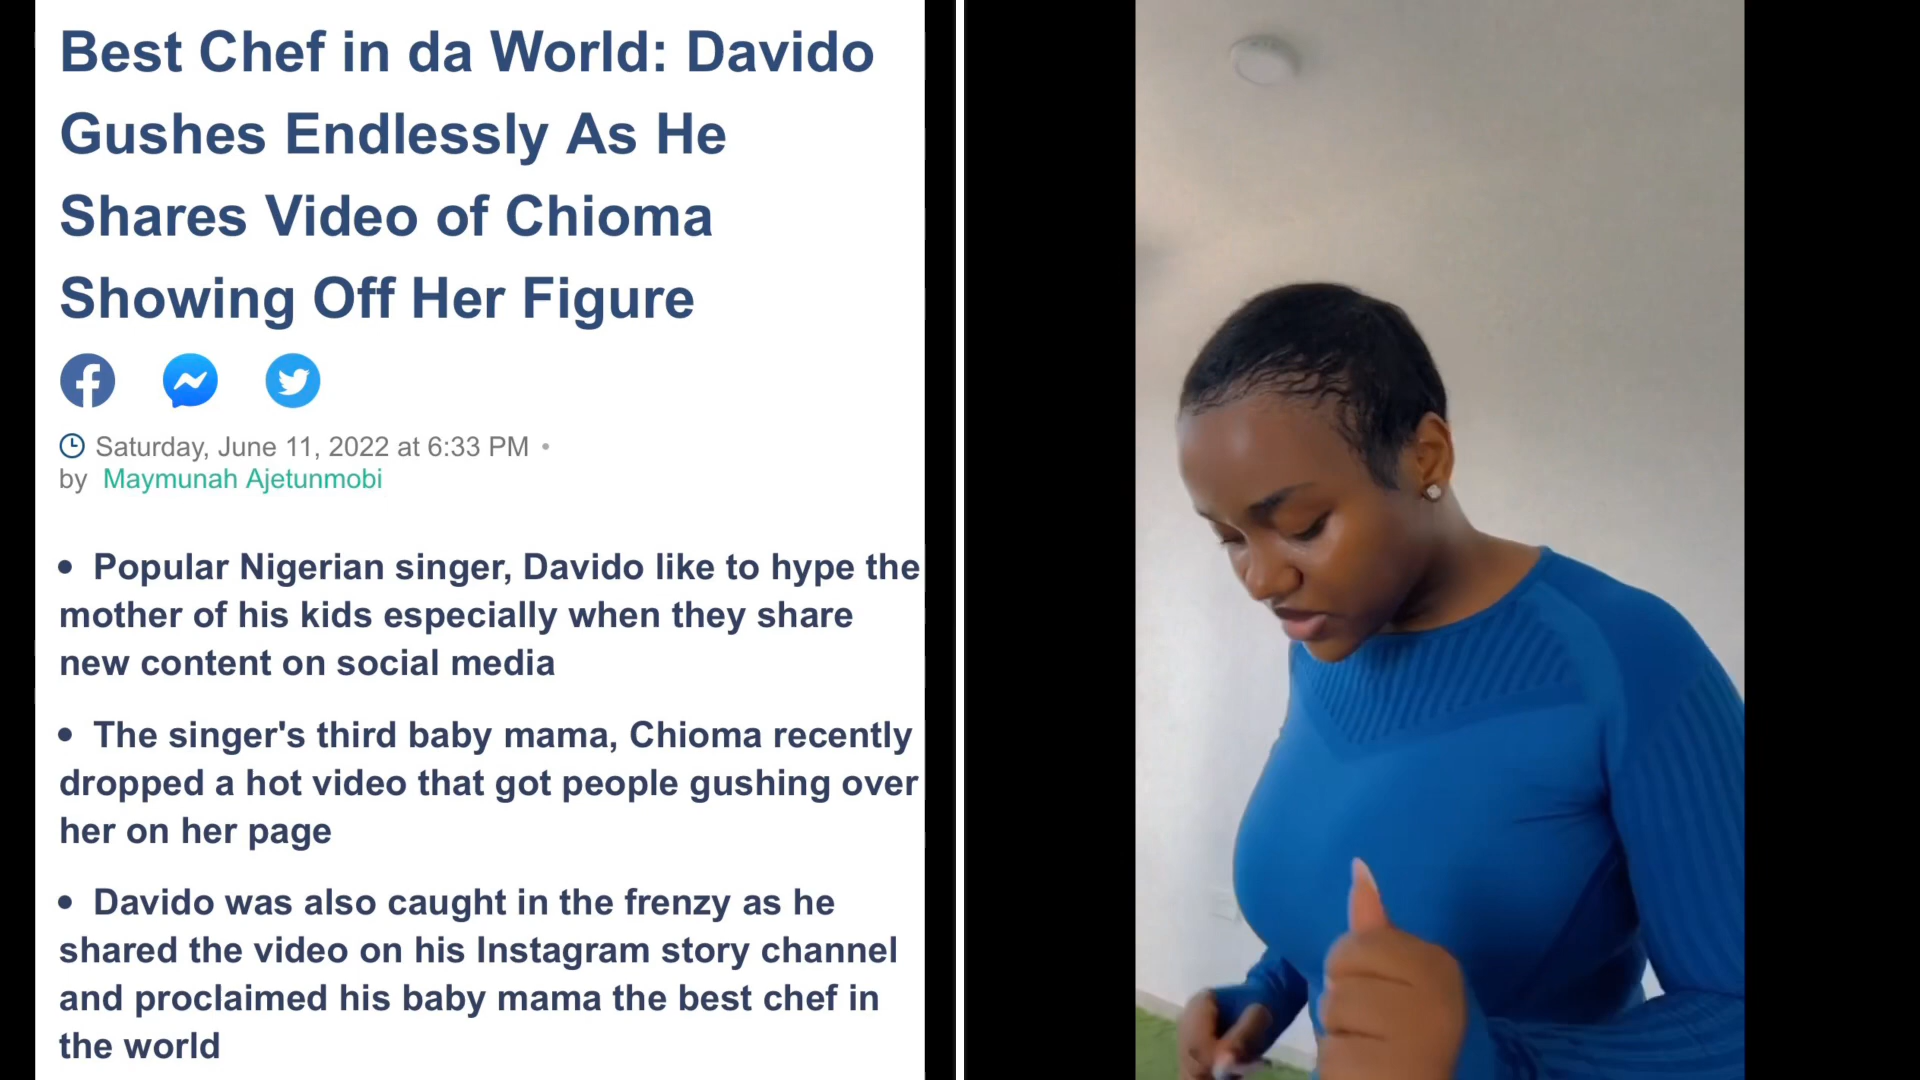 Best Chef in da World: Davido
Gushes Endlessly As He
Shares Video of Chioma
Showing Off Her Figure
Saturday, June 11, 2022 at 6:33 PM •
by Maymunah Ajetunmobi
• Popular Nigerian singer, Davido like to hype the
mother of his kids especially when they share
new content on social media
• The singer's third baby mama, Chioma recently
dropped a hot video that got people gushing over
her on her page
• Davido was also caught in the frenzy as he
shared the video on his Instagram story channel
and proclaimed his baby mama the best chef in
the world